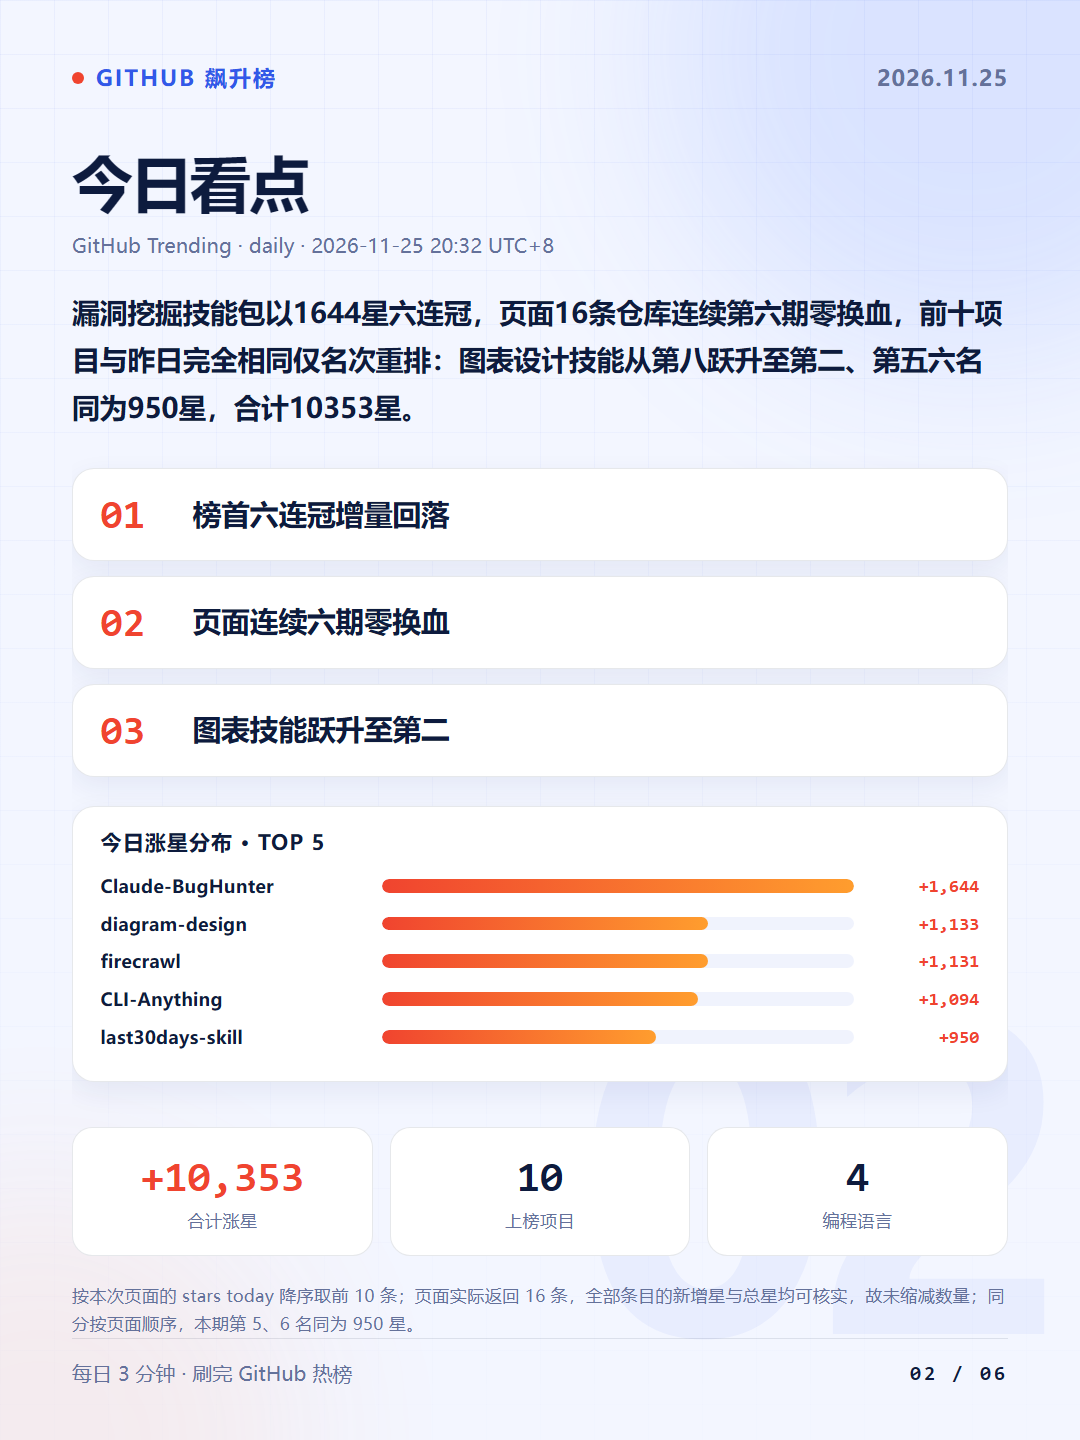 GITHUB 飙升榜
2026.11.25
今日看点
GitHub Trending · daily · 2026-11-25 20:32 UTC+8
漏洞挖掘技能包以1644星六连冠，页面16条仓库连续第六期零换血，前十项
目与昨日完全相同仅名次重排：图表设计技能从第八跃升至第二、第五六名
同为950星，合计10353星。
01 榜首六连冠增量回落
02 页面连续六期零换血
03 图表技能跃升至第二
今日涨星分布 • TOP 5
Claude-BugHunter +1,644
diagram-design +1,133
firecrawl +1,131
CLI-Anything +1,094
last30days-skill +950
+10,353
合计涨星
10
上榜项目
4
编程语言
按本次页面的 stars today 降序取前 10 条；页面实际返回 16 条，全部条目的新增星与总星均可核实，故未缩减数量；同
分按页面顺序，本期第 5、6 名同为 950 星。
每日 3 分钟 · 刷完 GitHub 热榜
02 / 06
02